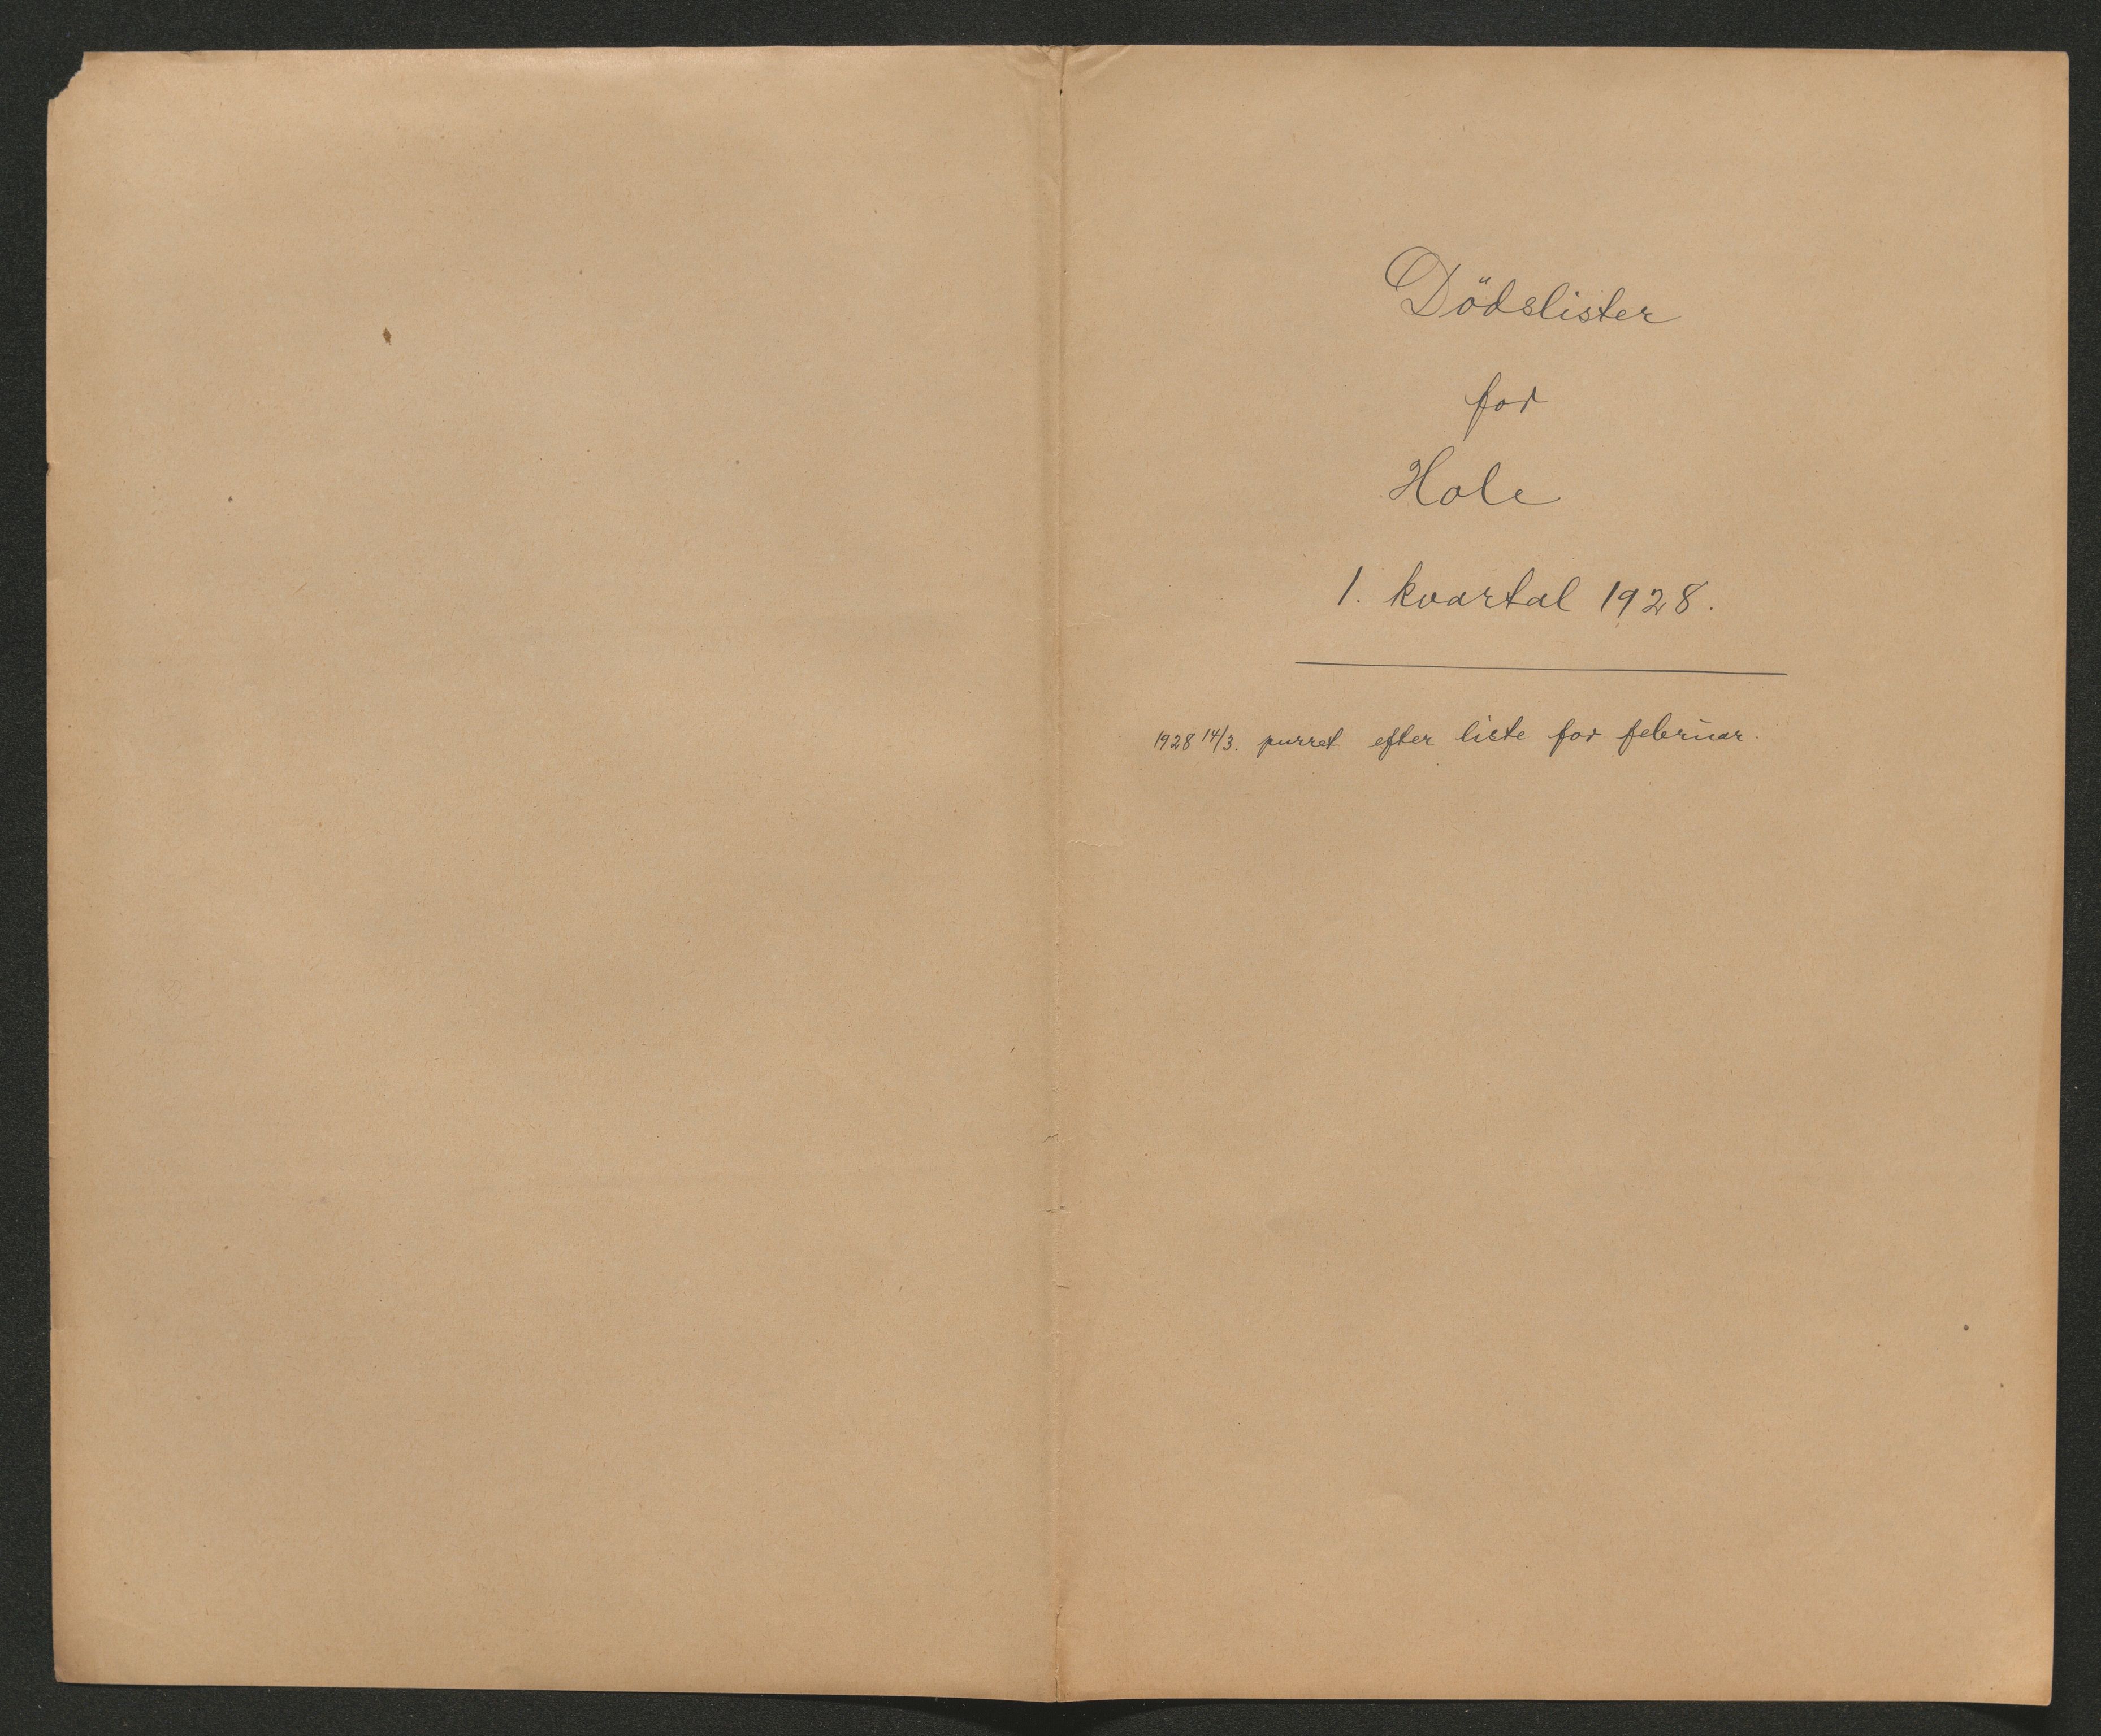 Dödslister
for
Hole
1. kvartal 1928.
1928 14/3. purret efter liste for februar.